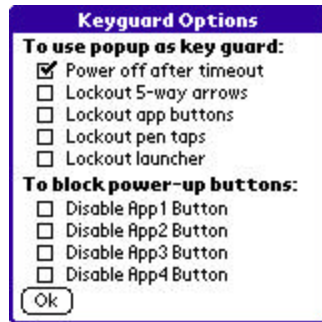 Keyguard Options
To use popup as key guard:
Power off after timeout
Lockout 5-way arrows
Lockout app buttons
Lockout pen taps
Lockout launcher
To block power-up buttons:
Disable App1 Button
Disable App2 Button
Disable App3 Button
Disable App4 Button
Ok